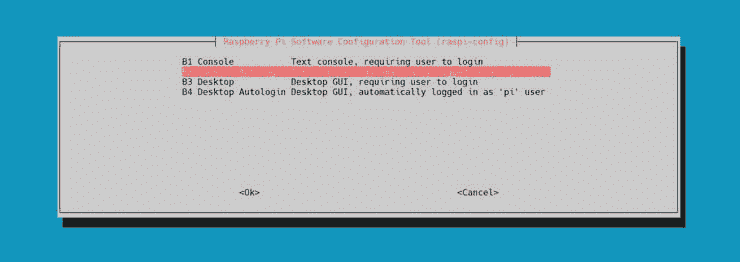 Raspberry Pi Software Configuration Tool (raspi-config)
B1 Console Text console, requiring user to login
B3 Desktop Desktop GUI, requiring user to login
B4 Desktop Autologin Desktop GUI, automatically logged in as 'pi' user
<Ok> <Cancel>